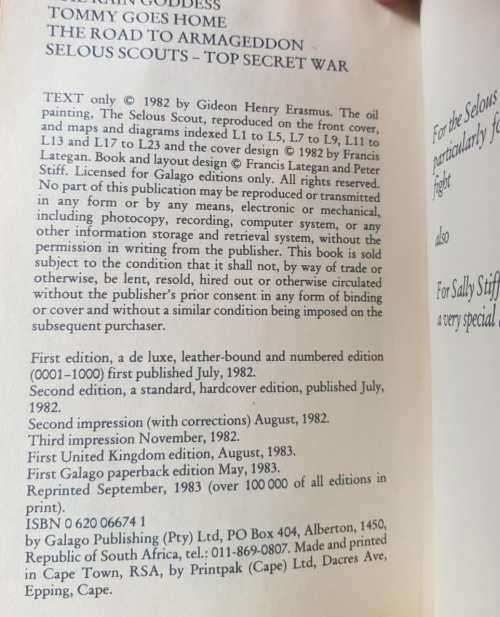 RAIN GODDESS
TOMMY GOES HOME
THE ROAD TO ARMAGEDDON
SELOUS SCOUTS – TOP SECRET WAR
TEXT only © 1982 by Gideon Henry Erasmus. The oil
painting, The Selous Scout, reproduced on the front cover,
and maps and diagrams indexed L1 to L5, L7 to L9, L11 to
L13 and L17 to L23 and the cover design © 1982 by Francis
Lategan. Book and layout design © Francis Lategan and Peter
Stiff. Licensed for Galago editions only. All rights reserved.
No part of this publication may be reproduced or transmitted
in any form or by any means, electronic or mechanical,
including photocopy, recording, computer system, or any
other information storage and retrieval system, without the
permission in writing from the publisher. This book is sold
subject to the condition that it shall not, by way of trade or
otherwise, be lent, resold, hired out or otherwise circulated
without the publisher's prior consent in any form of binding
or cover and without a similar condition being imposed on the
subsequent purchaser.
First edition, a de luxe, leather-bound and numbered edition
(0001–1000) first published July, 1982.
Second edition, a standard, hardcover edition, published July,
1982.
Second impression (with corrections) August, 1982.
Third impression November, 1982.
First United Kingdom edition, August, 1983.
First Galago paperback edition May, 1983.
Reprinted September, 1983 (over 100 000 of all editions in
print).
ISBN 0 620 06674 1
by Galago Publishing (Pty) Ltd, PO Box 404, Alberton, 1450,
Republic of South Africa, tel.: 011-869-0807. Made and printed
in Cape Town, RSA, by Printpak (Cape) Ltd, Dacres Ave,
Epping, Cape.
For the Selous
particularly
fight
also
For Sally Stiff
a very special